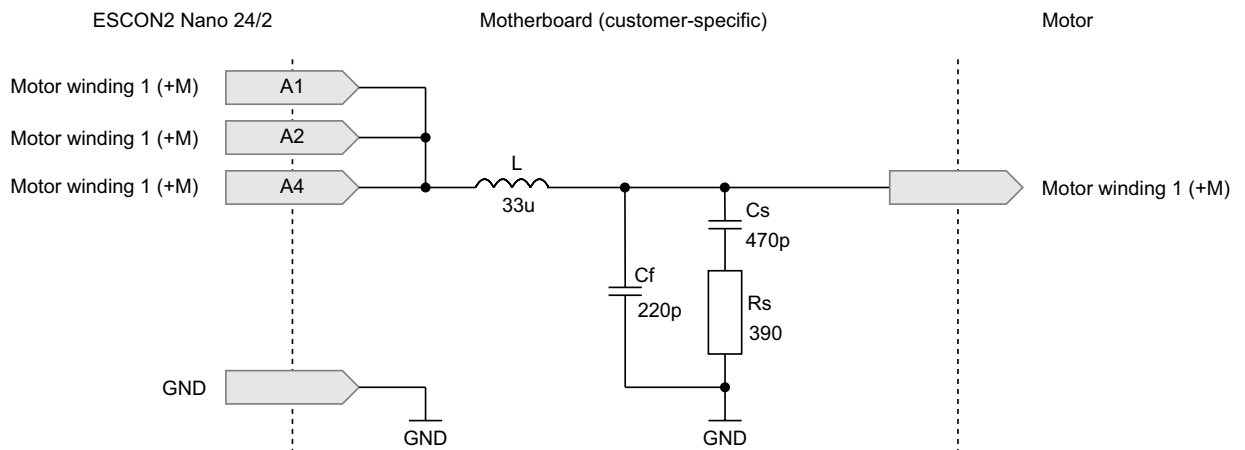 ESCON2 Nano 24/2
Motherboard (customer-specific)
Motor
Motor winding 1 (+M)
A1
Motor winding 1 (+M)
A2
Motor winding 1 (+M)
A4
L
33u
Motor winding 1 (+M)
Cs
470p
Cf
220p
Rs
390
GND
GND
GND